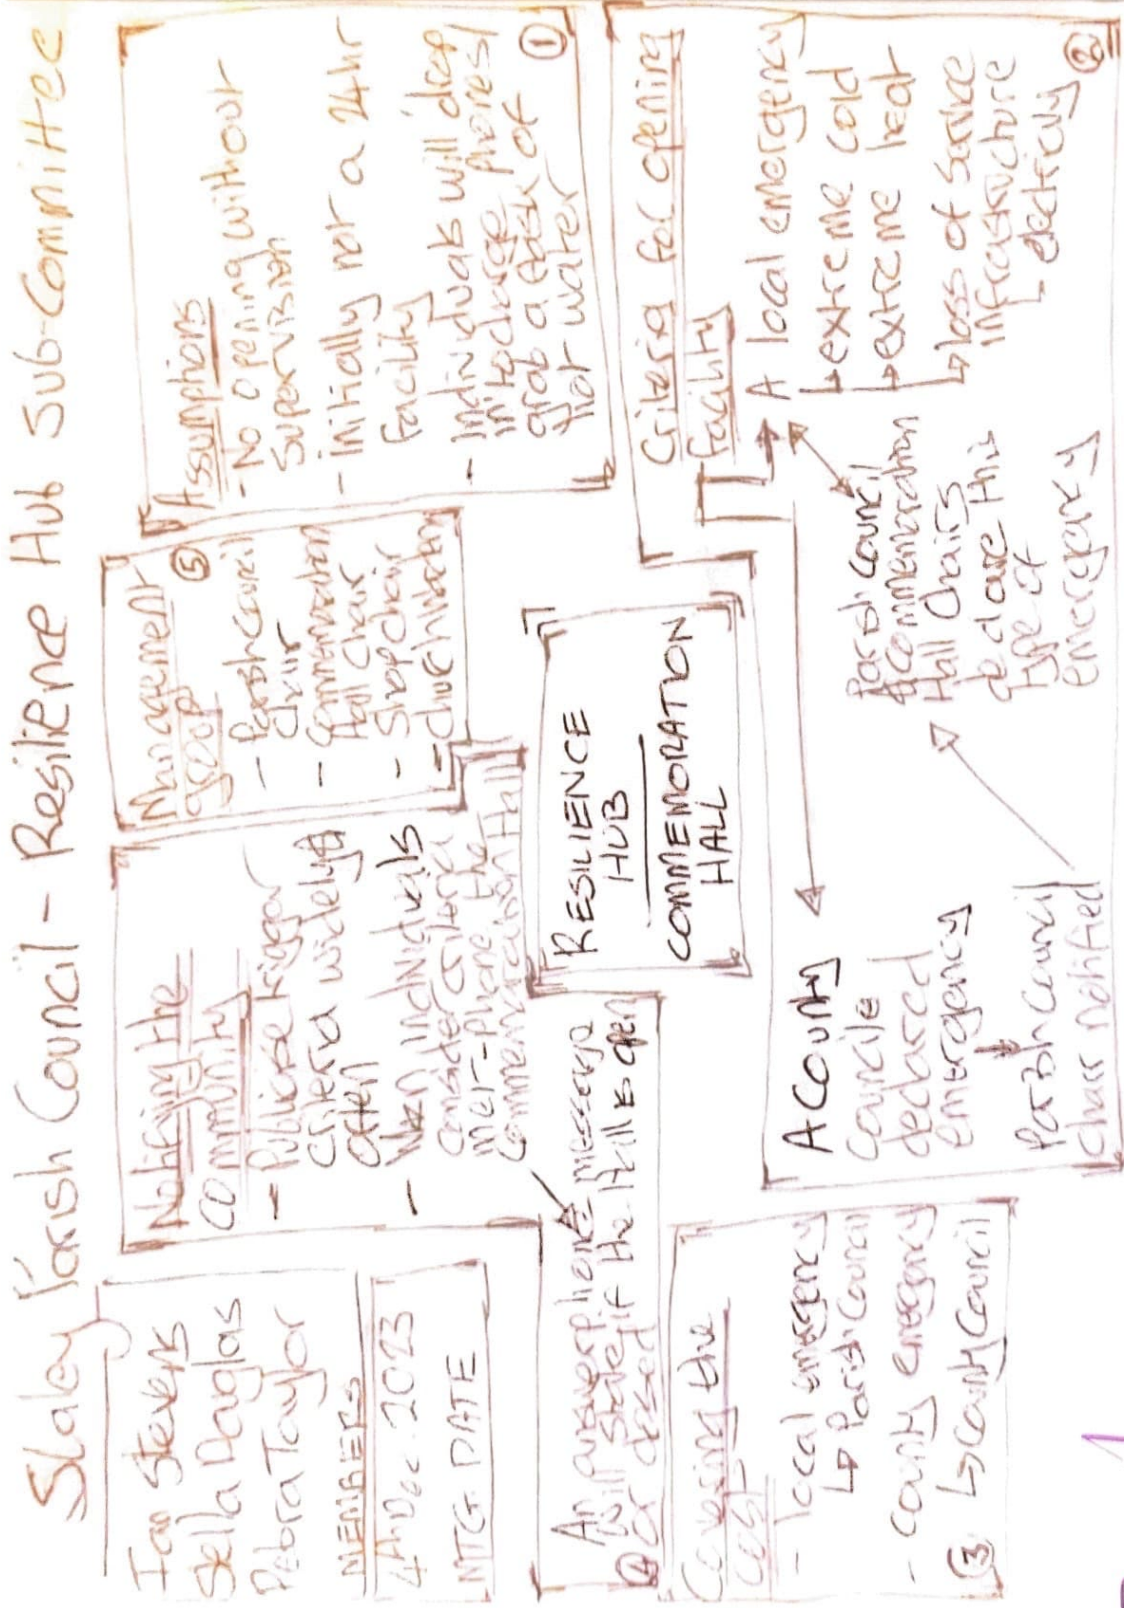 Slaley Parish Council - Resilience Hub Sub-Committee
Ian Stevens
Stella Daglas
Debra Taylor
MEMBERS
4th Dec. 2023
MTG. DATE
Notifying the
community
- Publicise trigger
criteria widely &
often
- When individuals
consider criteria
met - phone the
Commemoration Hall
An answerphone message
will state if the Hall is open
or closed
4
Management
group
5
- Parish Council
Chair
- Commemoration
Hall chair
- Shop chair
- Church
Assumptions
- No opening without
supervision
- Initially not a 24hr
facility
- Individuals will drop
in to charge phones/
grab a flask of
hot water
1
RESILIENCE
HUB
COMMEMORATION
HALL
Criteria for opening
facility
A local emergency
extreme cold
extreme heat
loss of service
infrastructure
electricity
2
Parish Council
& Commemoration
Hall Chairs
declare this
type of
emergency
A County
Council
declared
emergency
Parish Council
chair notified
Covering the
cost
- local emergency
Parish Council
- county emergency
County Council
3